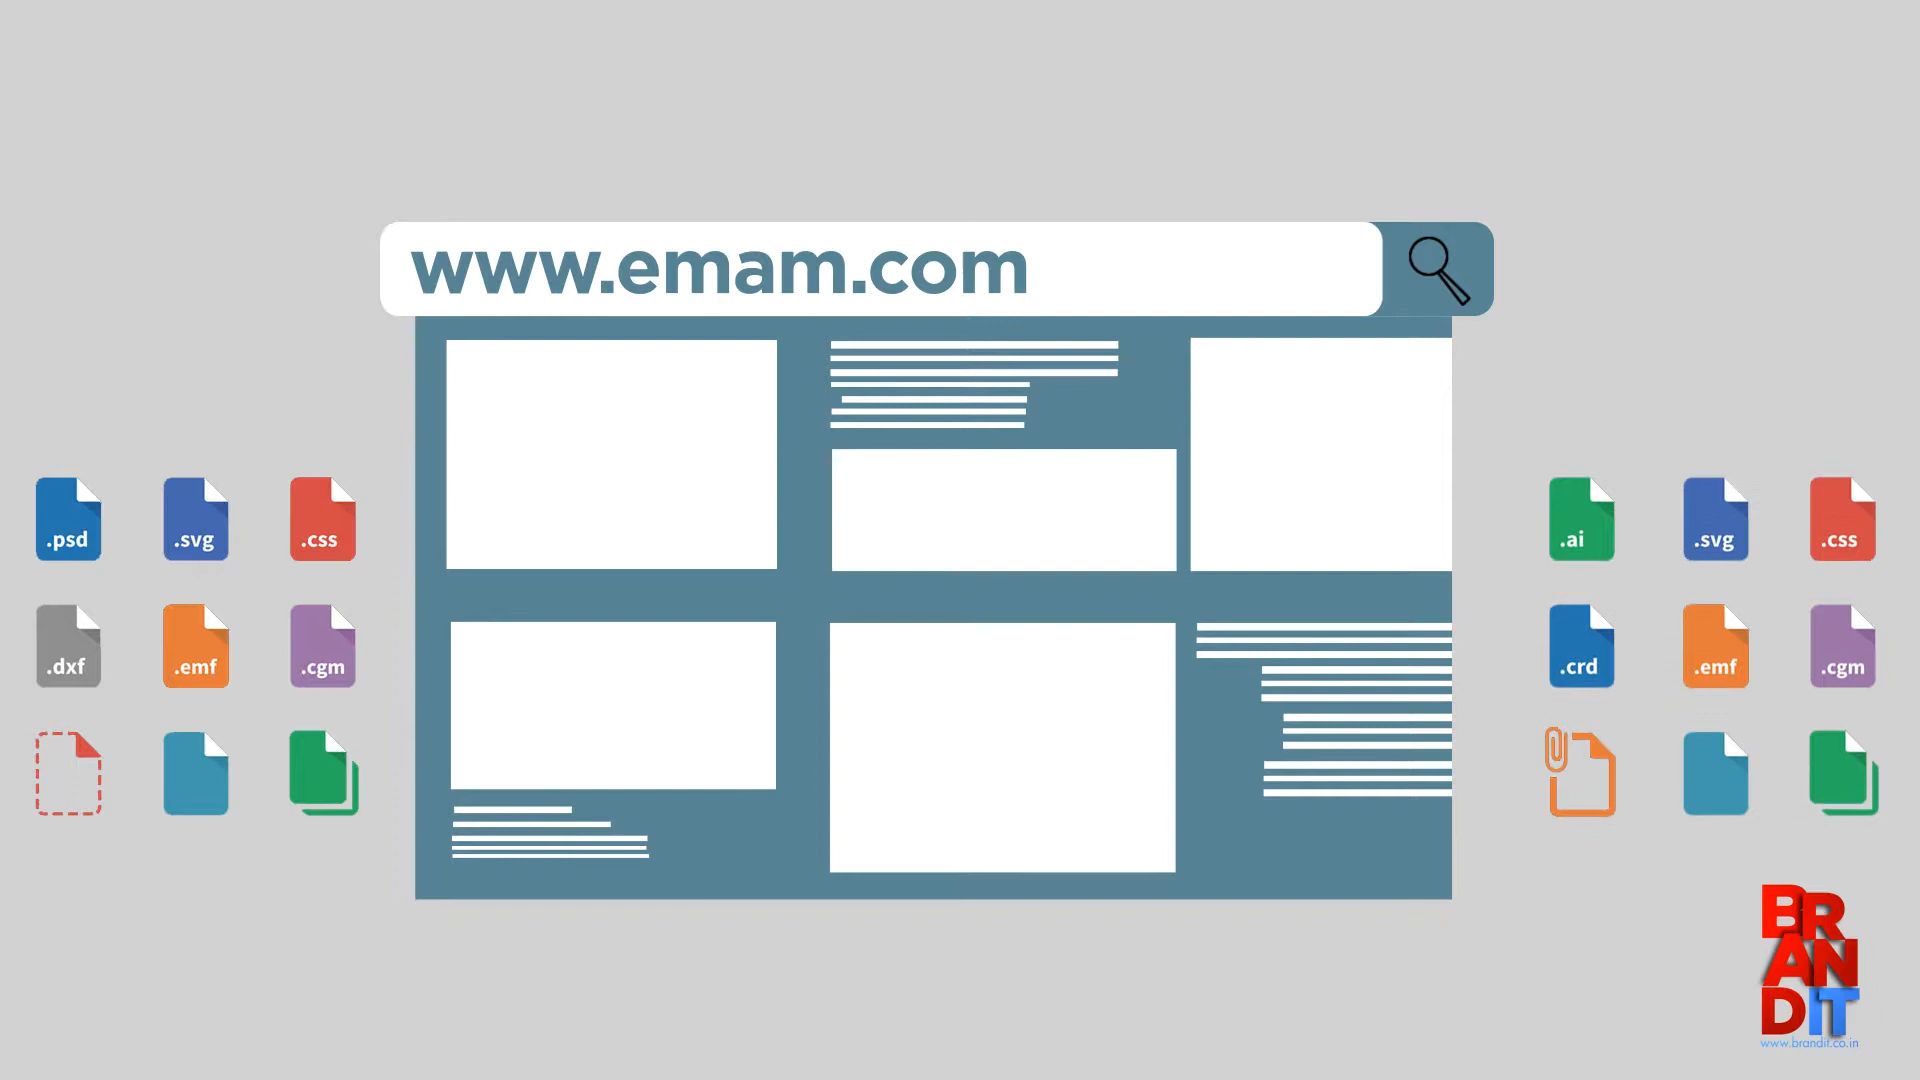 www.emam.com
.psd .svg .css
.ai .svg .css
.dxf .emf .cgm
.crd .emf .cgm
BR
AN
DIT
www.brandit.co.in